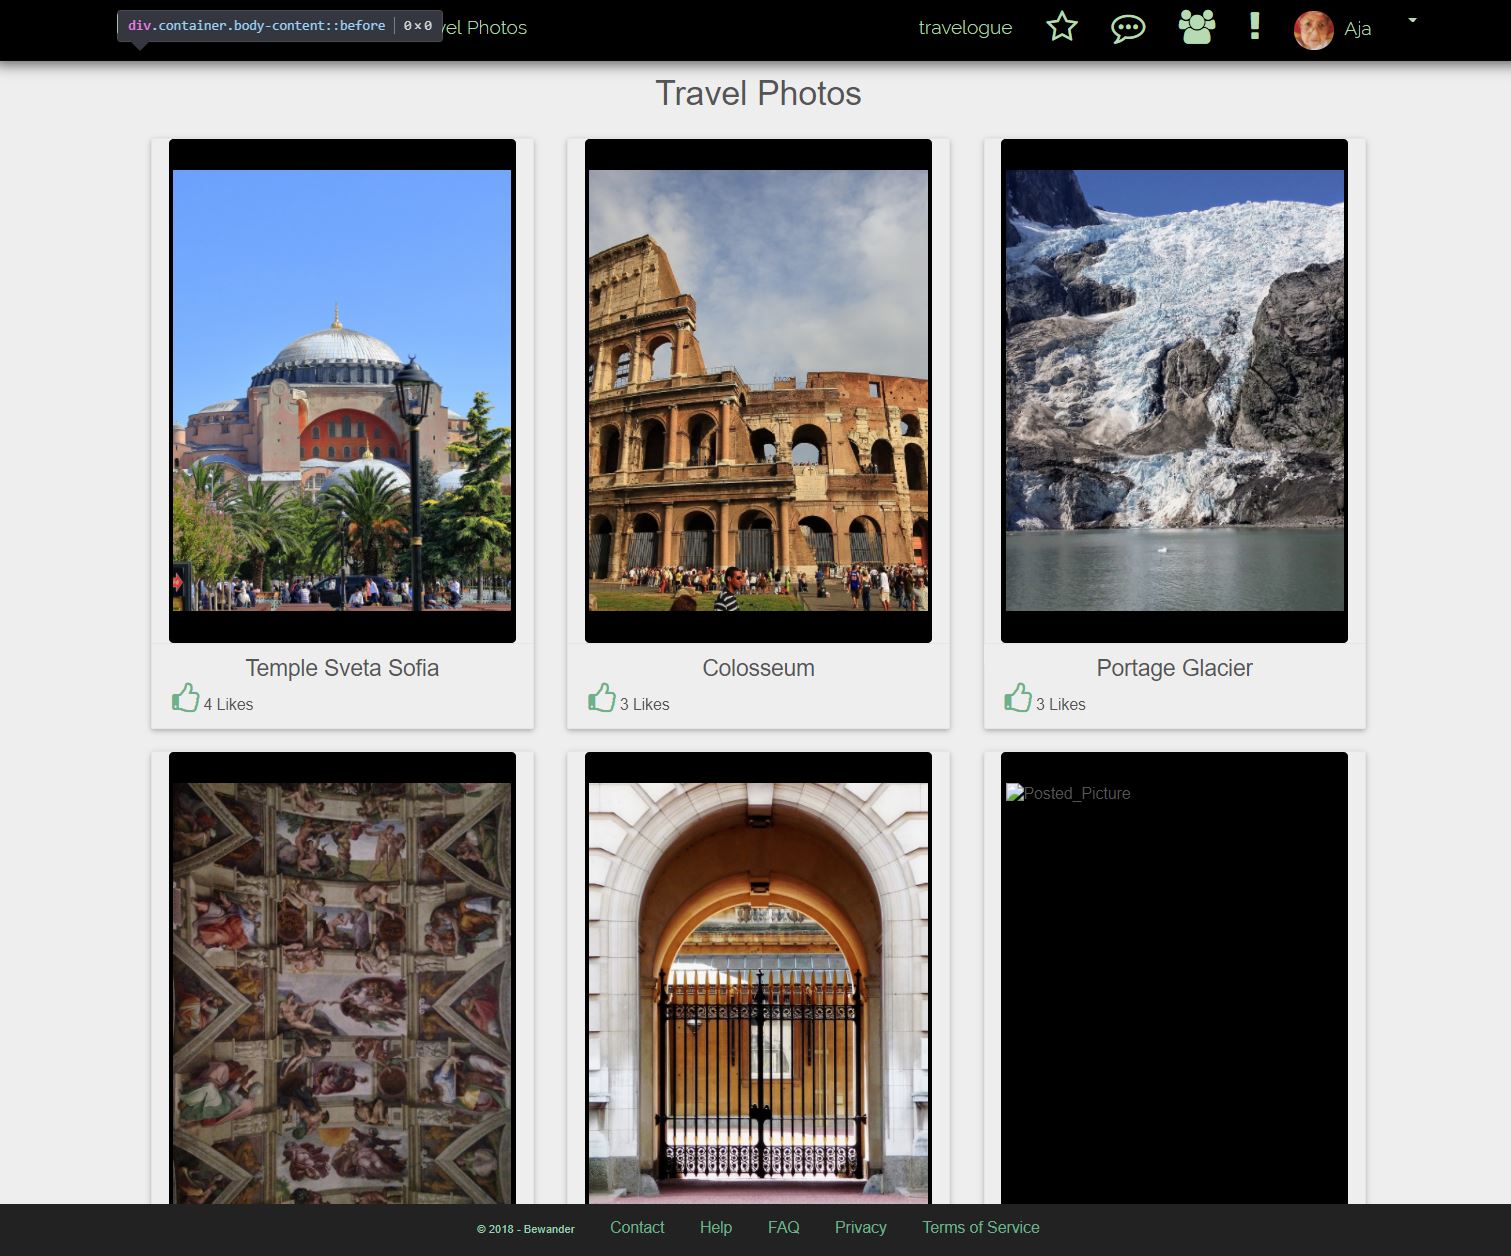 div.container.body-content::before | 0×0
vel Photos
travelogue
Aja
Travel Photos
Temple Sveta Sofia
4 Likes
Colosseum
3 Likes
Portage Glacier
3 Likes
Posted_Picture
© 2018 - Bewander Contact Help FAQ Privacy Terms of Service